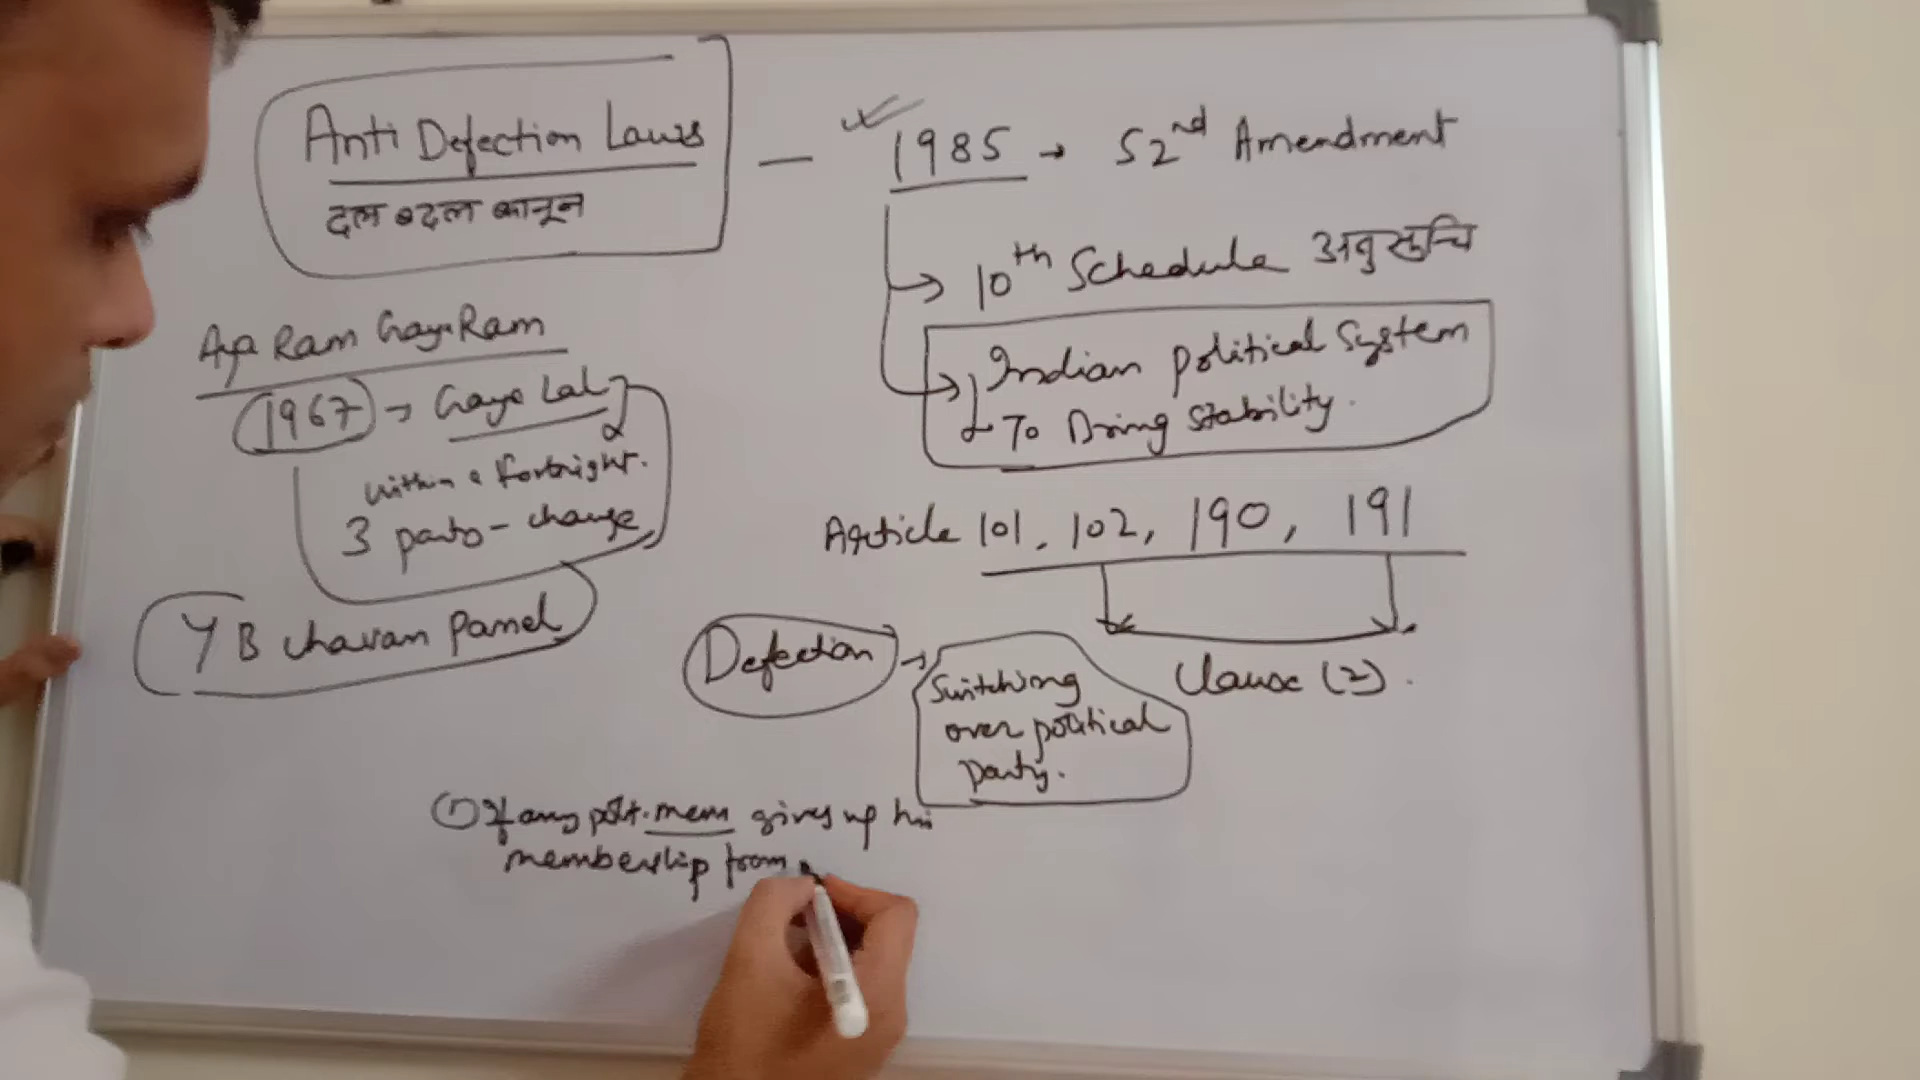 Anti Defection Laws
दल बदल कानून
1985 → 52nd Amendment
10th Schedule अनुसुचि
Indian Political System
To Bring Stability.
Aya Ram Gaya Ram
1967 → Gaya Lal
within a fortnight.
3 party - change
Y B Chavan Panel
Article 101, 102, 190, 191
Clause (2).
Defection →
Switching
over political
party.
① If any polt. mem gives up his
membership from